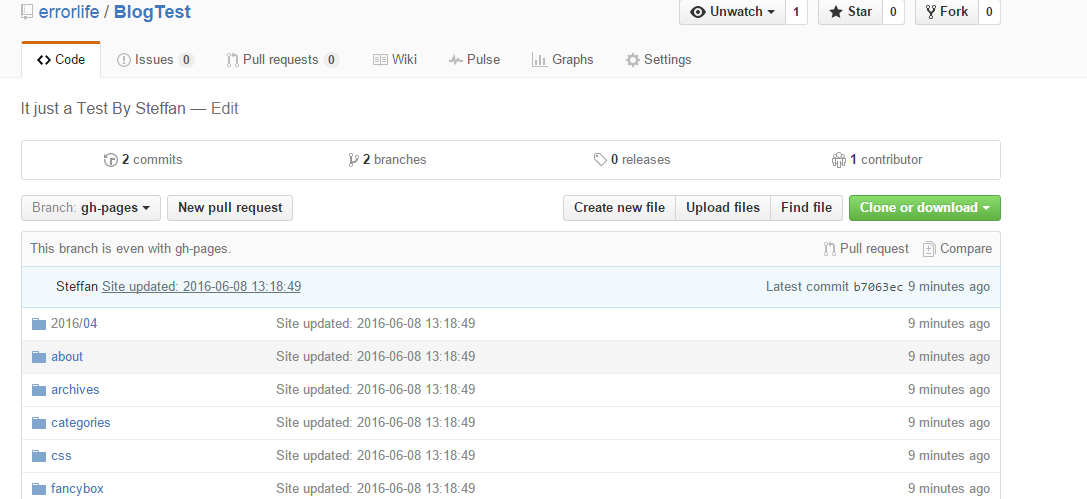 errorlife / BlogTest Unwatch 1 Star 0 Fork 0
Code Issues 0 Pull requests 0 Wiki Pulse Graphs Settings
It just a Test By Steffan — Edit
2 commits 2 branches 0 releases 1 contributor
Branch: gh-pages New pull request Create new file Upload files Find file Clone or download
This branch is even with gh-pages. Pull request Compare
Steffan Site updated: 2016-06-08 13:18:49 Latest commit b7063ec 9 minutes ago
2016/04 Site updated: 2016-06-08 13:18:49 9 minutes ago
about Site updated: 2016-06-08 13:18:49 9 minutes ago
archives Site updated: 2016-06-08 13:18:49 9 minutes ago
categories Site updated: 2016-06-08 13:18:49 9 minutes ago
css Site updated: 2016-06-08 13:18:49 9 minutes ago
fancybox Site updated: 2016-06-08 13:18:49 9 minutes ago